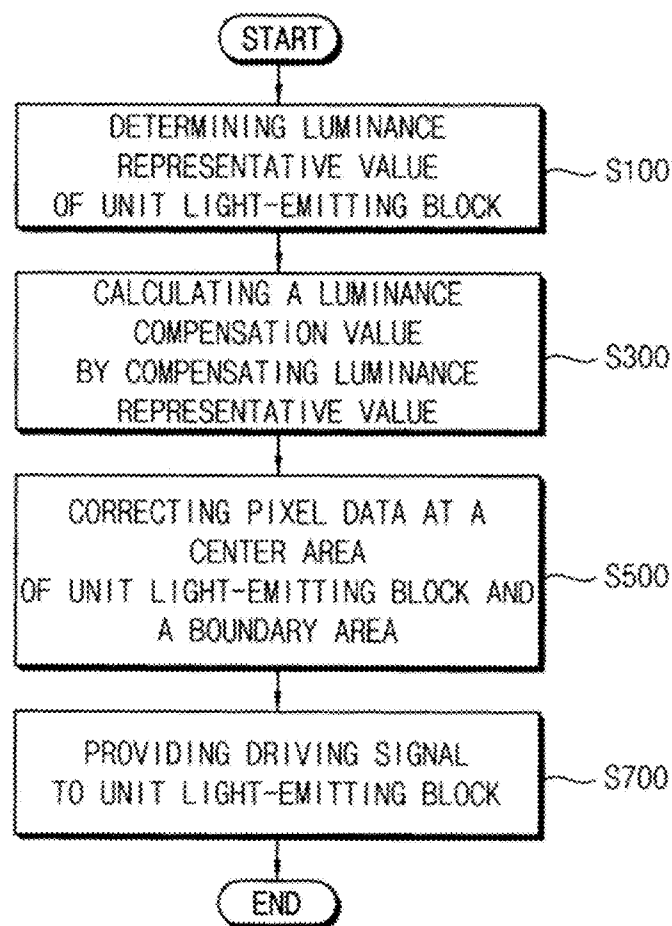 START
DETERMINING LUMINANCE
REPRESENTATIVE VALUE
OF UNIT LIGHT-EMITTING BLOCK
S100
CALCULATING A LUMINANCE
COMPENSATION VALUE
BY COMPENSATING LUMINANCE
REPRESENTATIVE VALUE
S300
CORRECTING PIXEL DATA AT A
CENTER AREA
OF UNIT LIGHT-EMITTING BLOCK AND
A BOUNDARY AREA
S500
PROVIDING DRIVING SIGNAL
TO UNIT LIGHT-EMITTING BLOCK
S700
END